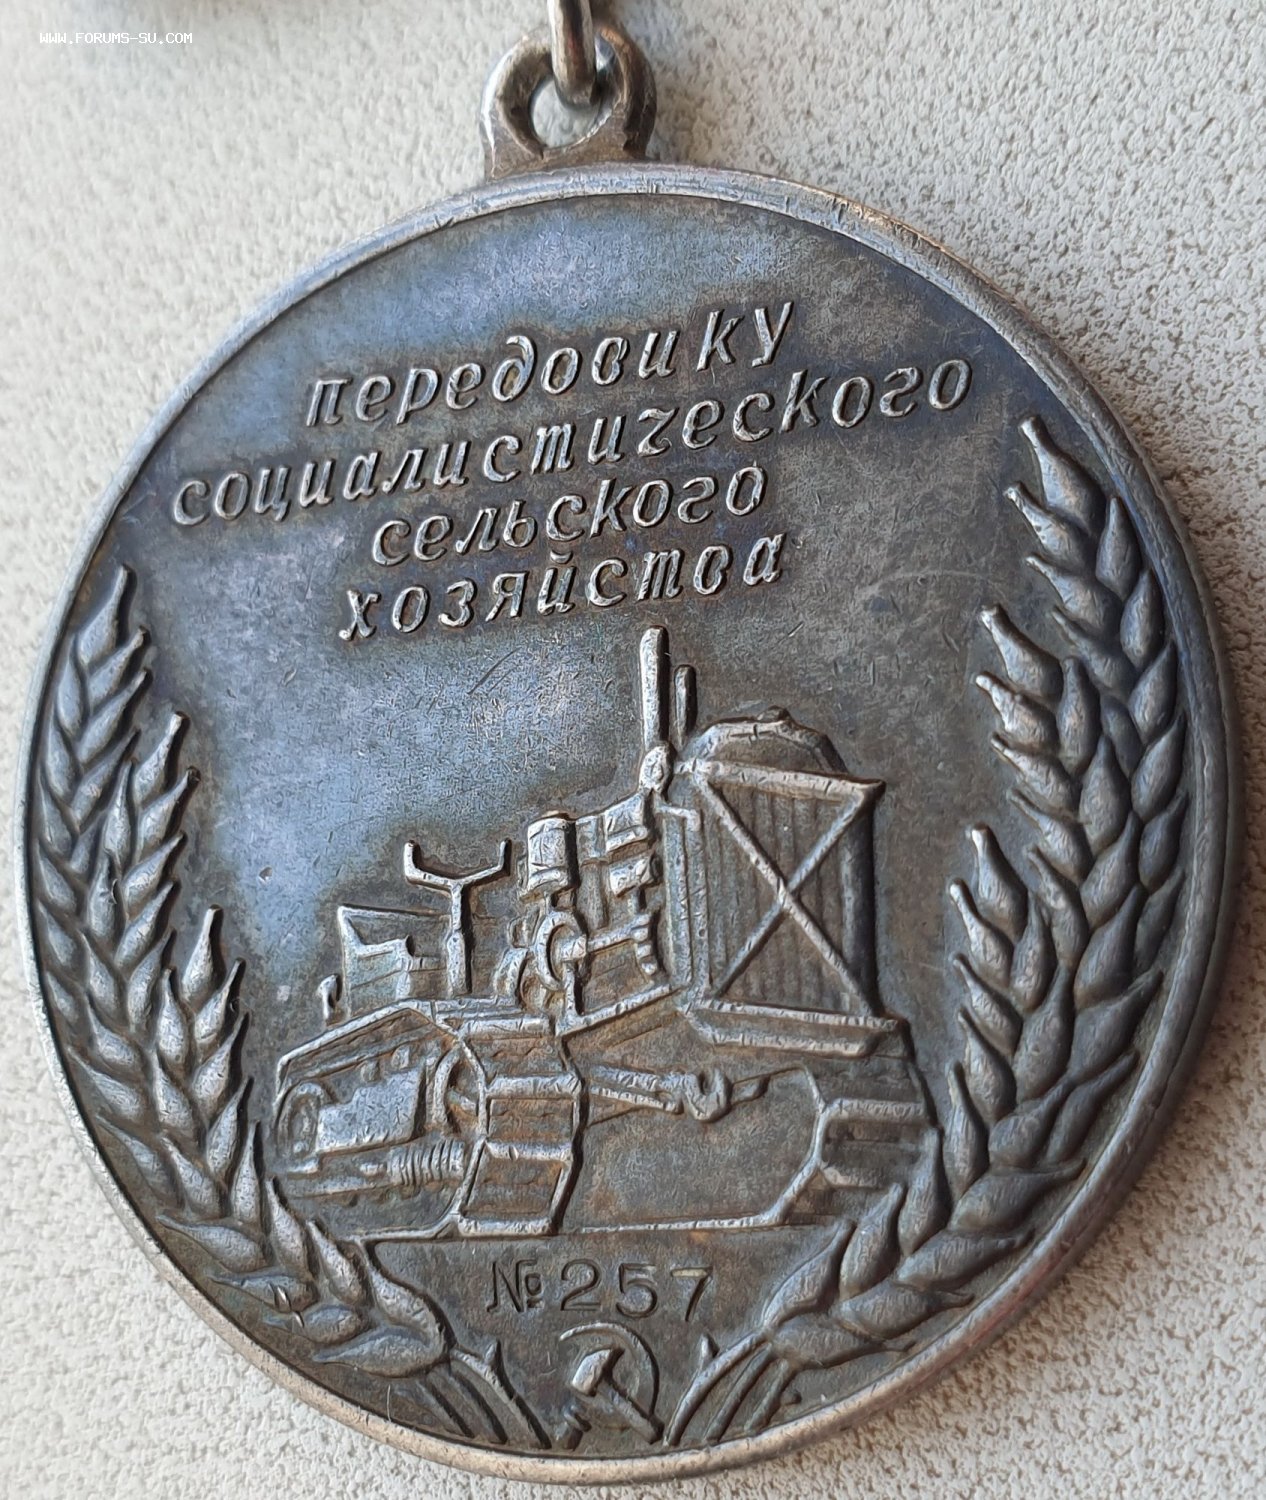 WWW.FORUMS-SU.COM
передовику
социалистического
сельского
хозяйства
№257